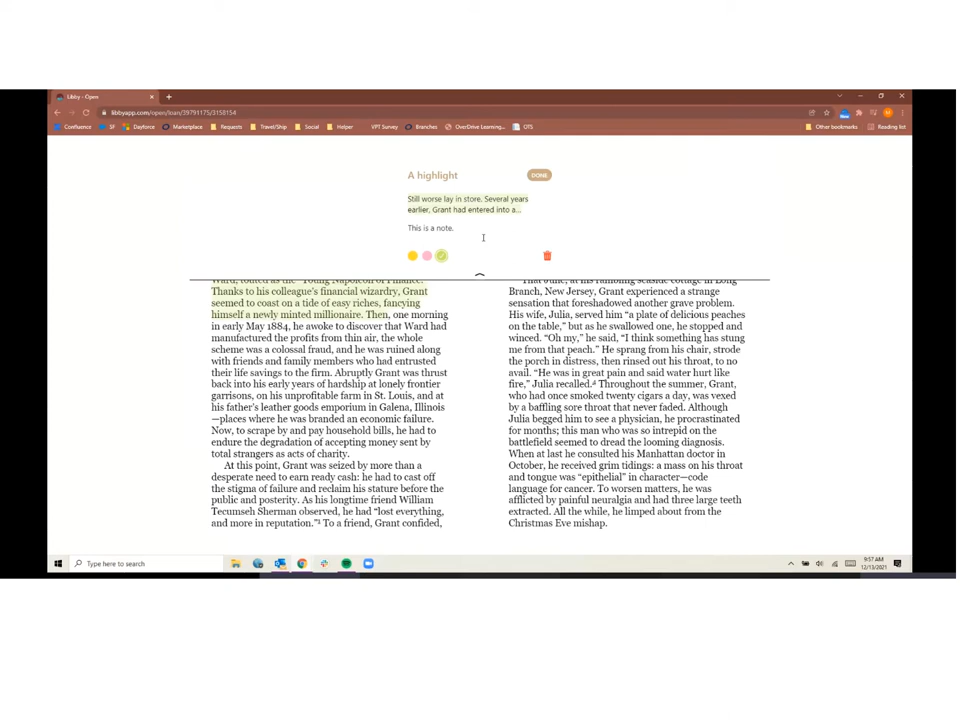 Libby - Open
libbyapp.com/open/loan/39791175/3158154
Confluence SF Dayforce Marketplace Requests Travel/Ship Social Helper VPT Survey Branches OverDrive Learning... OTS Other bookmarks Reading list
A highlight DONE
Still worse lay in store. Several years
earlier, Grant had entered into a...
This is a note.
Ward, touted as the "Young Napoleon of Finance."
Thanks to his colleague's financial wizardry, Grant
seemed to coast on a tide of easy riches, fancying
himself a newly minted millionaire. Then, one morning
in early May 1884, he awoke to discover that Ward had
manufactured the profits from thin air, the whole
scheme was a colossal fraud, and he was ruined along
with friends and family members who had entrusted
their life savings to the firm. Abruptly Grant was thrust
back into his early years of hardship at lonely frontier
garrisons, on his unprofitable farm in St. Louis, and at
his father's leather goods emporium in Galena, Illinois
—places where he was branded an economic failure.
Now, to scrape by and pay household bills, he had to
endure the degradation of accepting money sent by
total strangers as acts of charity.
At this point, Grant was seized by more than a
desperate need to earn ready cash: he had to cast off
the stigma of failure and reclaim his stature before the
public and posterity. As his longtime friend William
Tecumseh Sherman observed, he had "lost everything,
and more in reputation."³ To a friend, Grant confided,
That June, at his rambling seaside cottage in Long
Branch, New Jersey, Grant experienced a strange
sensation that foreshadowed another grave problem.
His wife, Julia, served him "a plate of delicious peaches
on the table," but as he swallowed one, he stopped and
winced. "Oh my," he said, "I think something has stung
me from that peach." He sprang from his chair, strode
the porch in distress, then rinsed out his throat, to no
avail. "He was in great pain and said water hurt like
fire," Julia recalled.⁴ Throughout the summer, Grant,
who had once smoked twenty cigars a day, was vexed
by a baffling sore throat that never faded. Although
Julia begged him to see a physician, he procrastinated
for months; this man who was so intrepid on the
battlefield seemed to dread the looming diagnosis.
When at last he consulted his Manhattan doctor in
October, he received grim tidings: a mass on his throat
and tongue was "epithelial" in character—code
language for cancer. To worsen matters, he was
afflicted by painful neuralgia and had three large teeth
extracted. All the while, he limped about from the
Christmas Eve mishap.
Type here to search
9:57 AM
12/13/2021